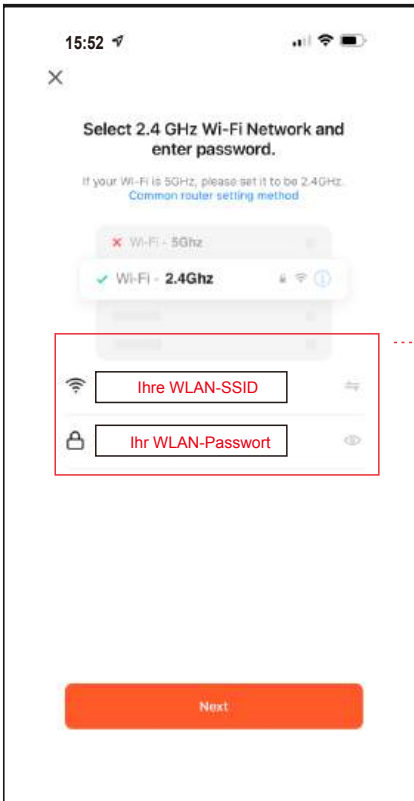 15:52
Select 2.4 GHz Wi-Fi Network and
enter password.
If your Wi-Fi is 5GHz, please set it to be 2.4GHz.
Common router setting method
Wi-Fi - 5Ghz
Wi-Fi - 2.4Ghz
Ihre WLAN-SSID
Ihr WLAN-Passwort
Next